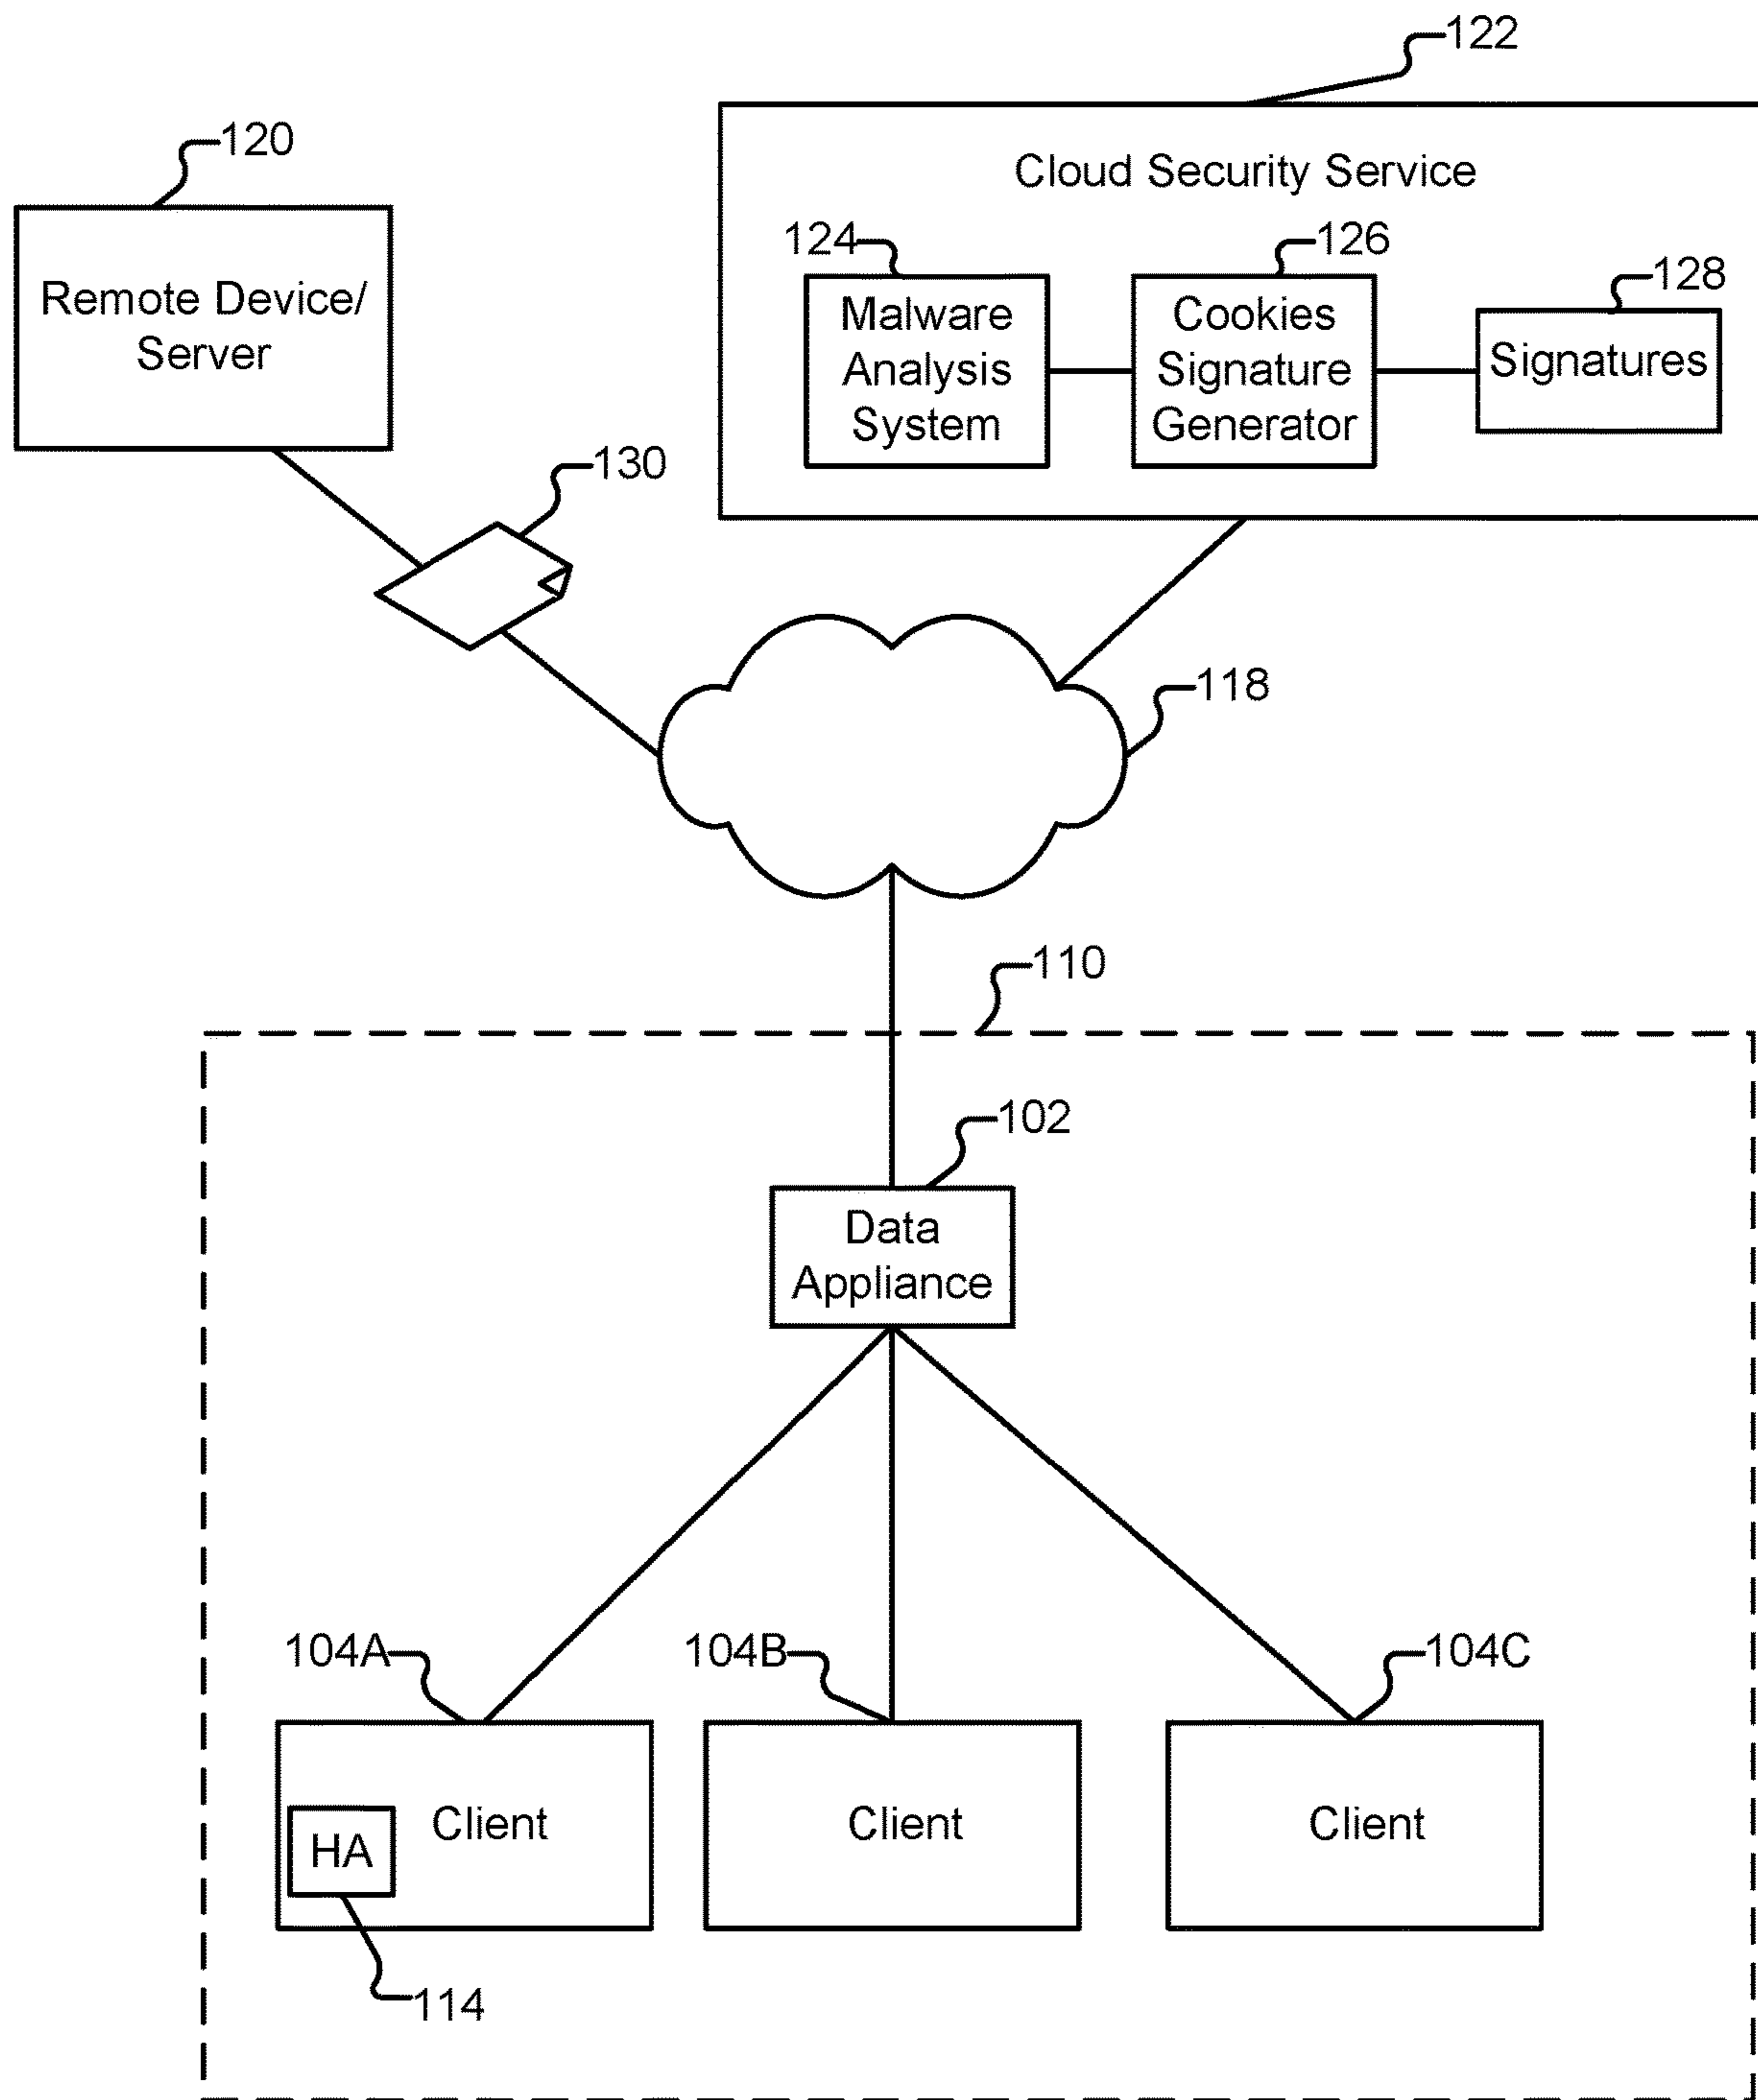 122
120
Cloud Security Service
Remote Device/
Server
124
126
128
Malware
Analysis
System
Cookies
Signature
Generator
Signatures
130
118
110
102
Data
Appliance
104A
104B
104C
Client
HA
Client
Client
114